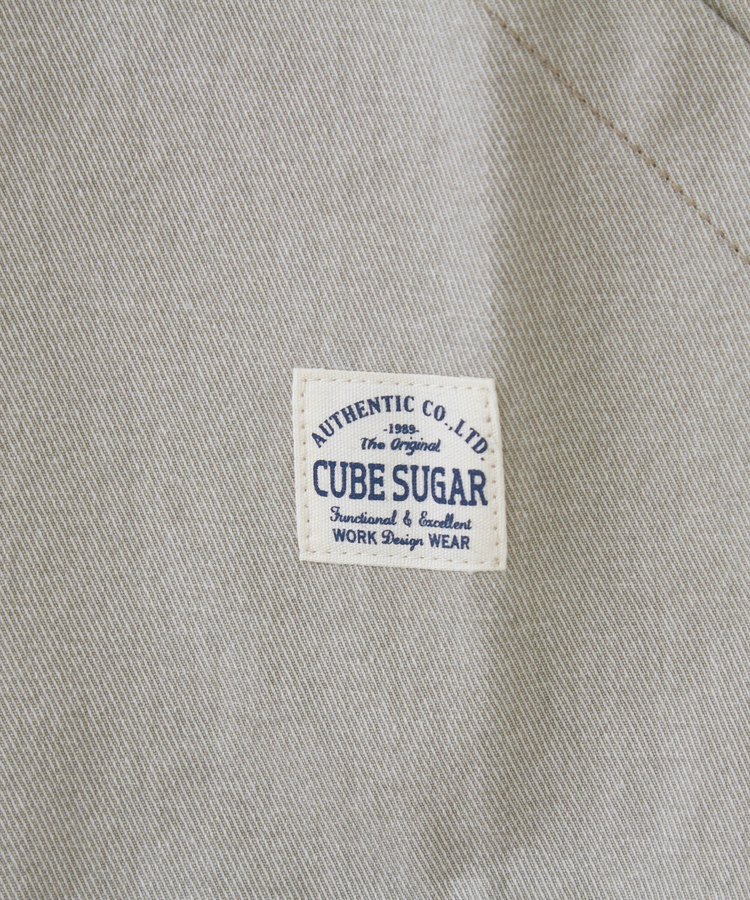 AUTHENTIC CO.,LTD.
-1989-
The Original
CUBE SUGAR
Functional & Excellent
WORK Design WEAR